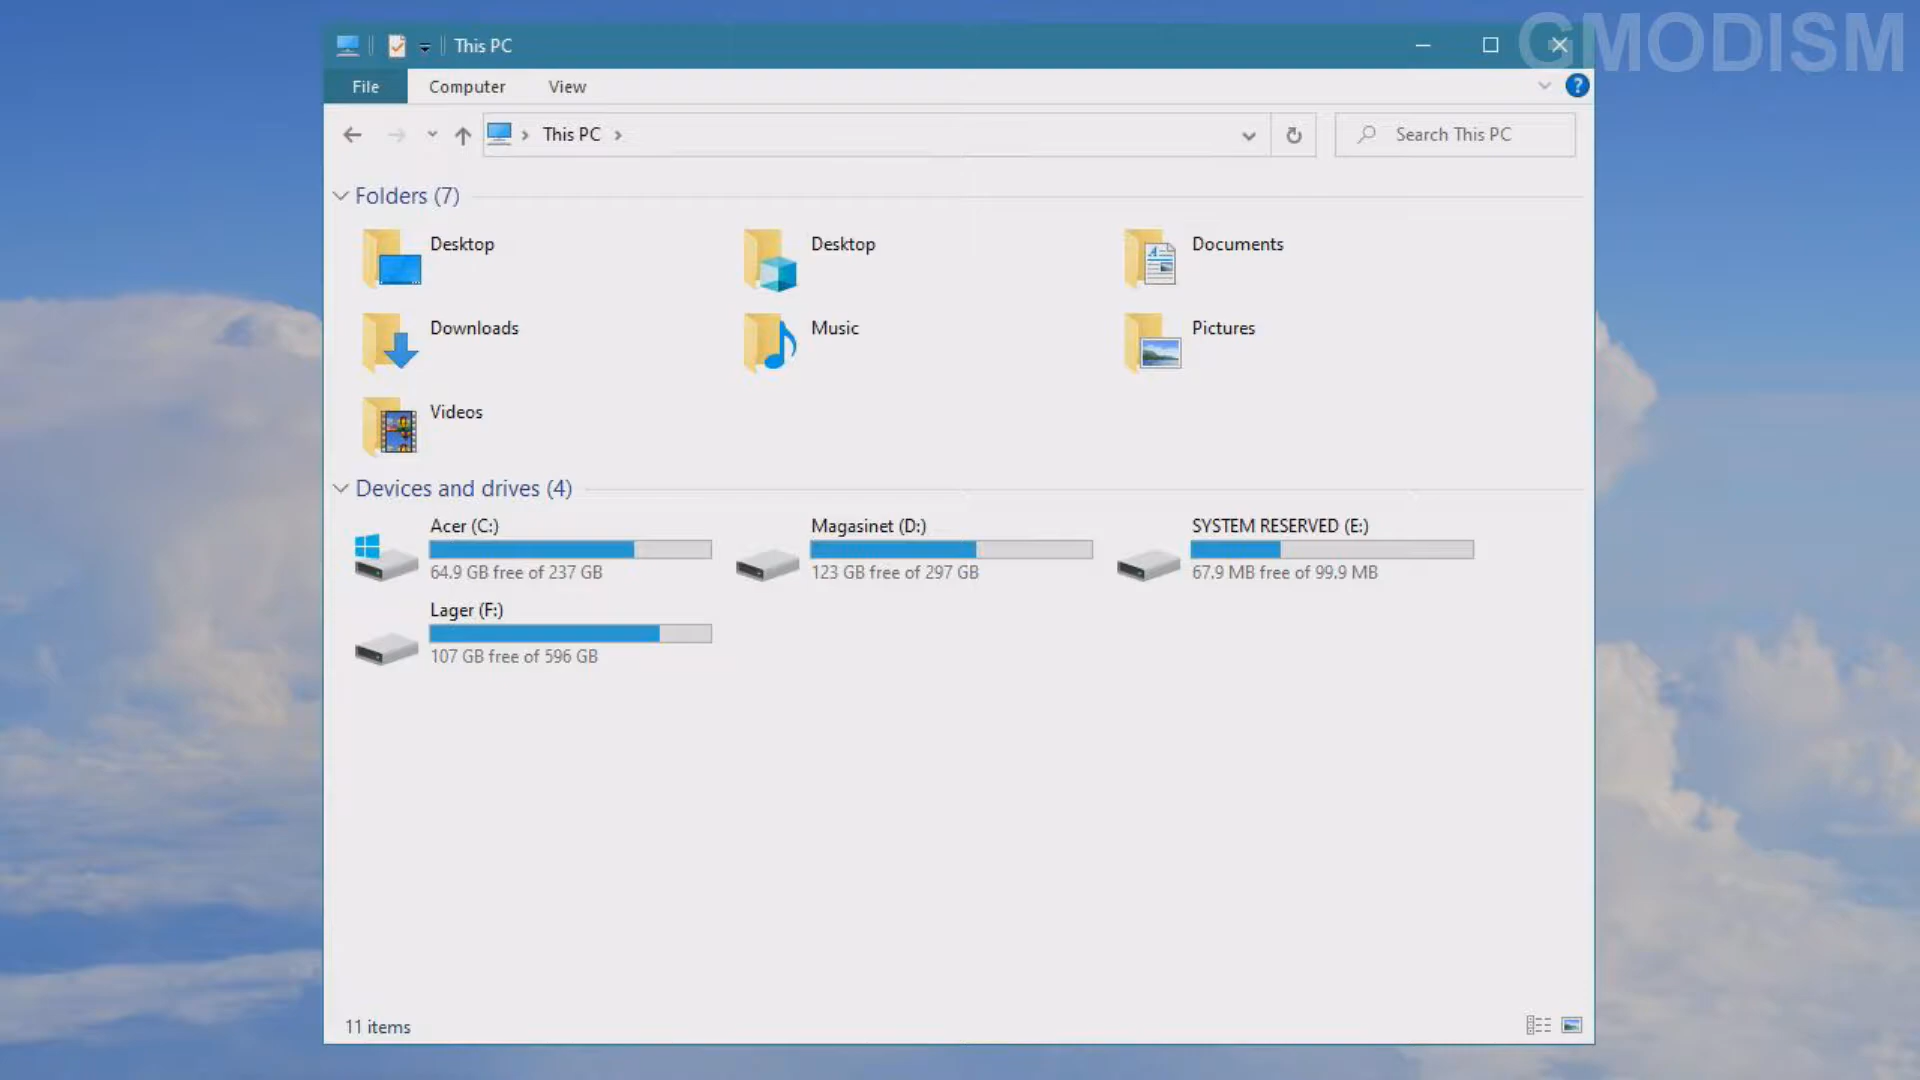 GMODISM
This PC
File
Computer
View
?
This PC
Search This PC
Folders (7)
Desktop
Desktop
Documents
Downloads
Music
Pictures
Videos
Devices and drives (4)
Acer (C:)
64.9 GB free of 237 GB
Magasinet (D:)
123 GB free of 297 GB
SYSTEM RESERVED (E:)
67.9 MB free of 99.9 MB
Lager (F:)
107 GB free of 596 GB
11 items